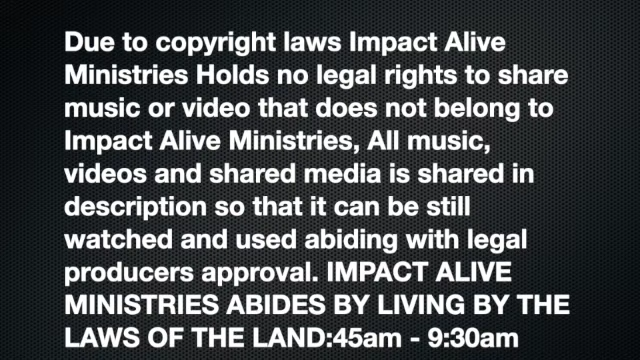 Due to copyright laws Impact Alive
Ministries Holds no legal rights to share
music or video that does not belong to
Impact Alive Ministries, All music,
videos and shared media is shared in
description so that it can be still
watched and used abiding with legal
producers approval. IMPACT ALIVE
MINISTRIES ABIDES BY LIVING BY THE
LAWS OF THE LAND:45am - 9:30am